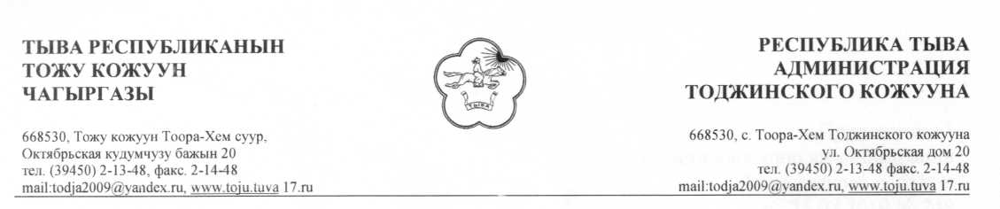 ТЫВА РЕСПУБЛИКАНЫН
ТОЖУ КОЖУУН
ЧАГЫРГАЗЫ
668530, Тожу кожуун Тоора-Хем суур,
Октябрьская кудумчузу бажын 20
тел. (39450) 2-13-48, факс. 2-14-48
mail:todja2009@yandex.ru, www.toju.tuva 17.ru
ТЫВА
РЕСПУБЛИКА ТЫВА
АДМИНИСТРАЦИЯ
ТОДЖИНСКОГО КОЖУУНА
668530, с. Тоора-Хем Тоджинского кожууна
ул. Октябрьская дом 20
тел. (39450) 2-13-48 факс. 2-14-48
mail:todja2009@yandex.ru, www.toju.tuva 17.ru